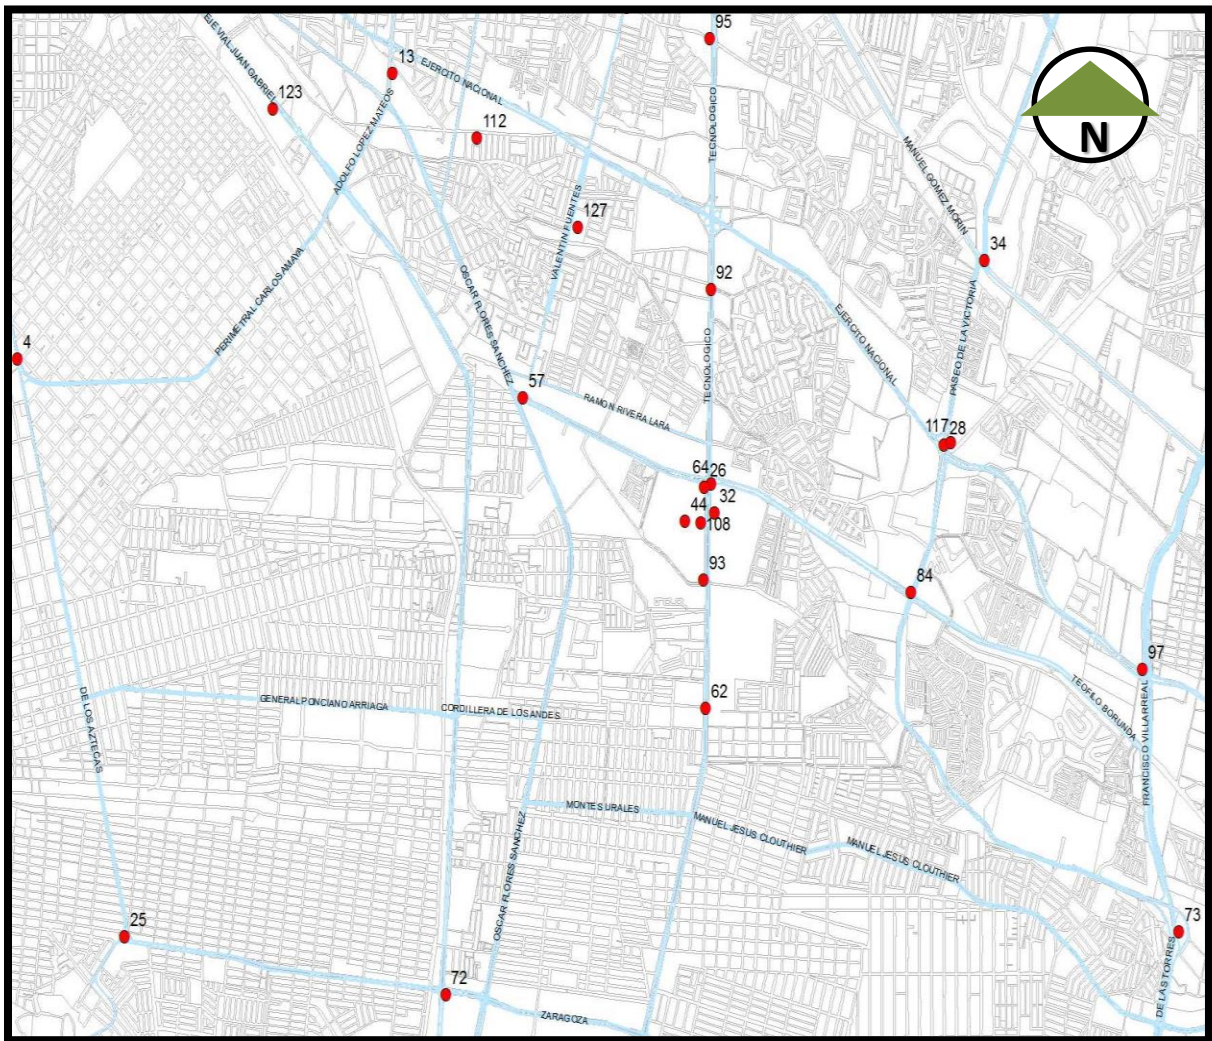 95
EJE VIAL JUAN GABRIEL
13
EJERCITO NACIONAL
123
ADOLFO LOPEZ MATEOS
112
TECNOLOGICO
N
MANUEL GOMEZ MORIN
127
VALENTIN FUENTES
34
PERIMETRAL CARLOS AMAYA
OSCAR FLORES SANCHEZ
92
EJERCITO NACIONAL
PASEO DE LA VICTORIA
4
TECNOLOGICO
57
RAMON RIVERA LARA
117
28
64
26
44
32
108
93
84
97
TEOFILO BORUNDA
DE LOS AZTECAS
GENERAL PONCIANO ARRIAGA
CORDILLERA DE LOS ANDES
62
FRANCISCO VILLARREAL
MONTES URALES
MANUEL JESUS CLOUTHIER
MANUEL JESUS CLOUTHIER
OSCAR FLORES SANCHEZ
25
73
72
DE LAS TORRES
ZARAGOZA